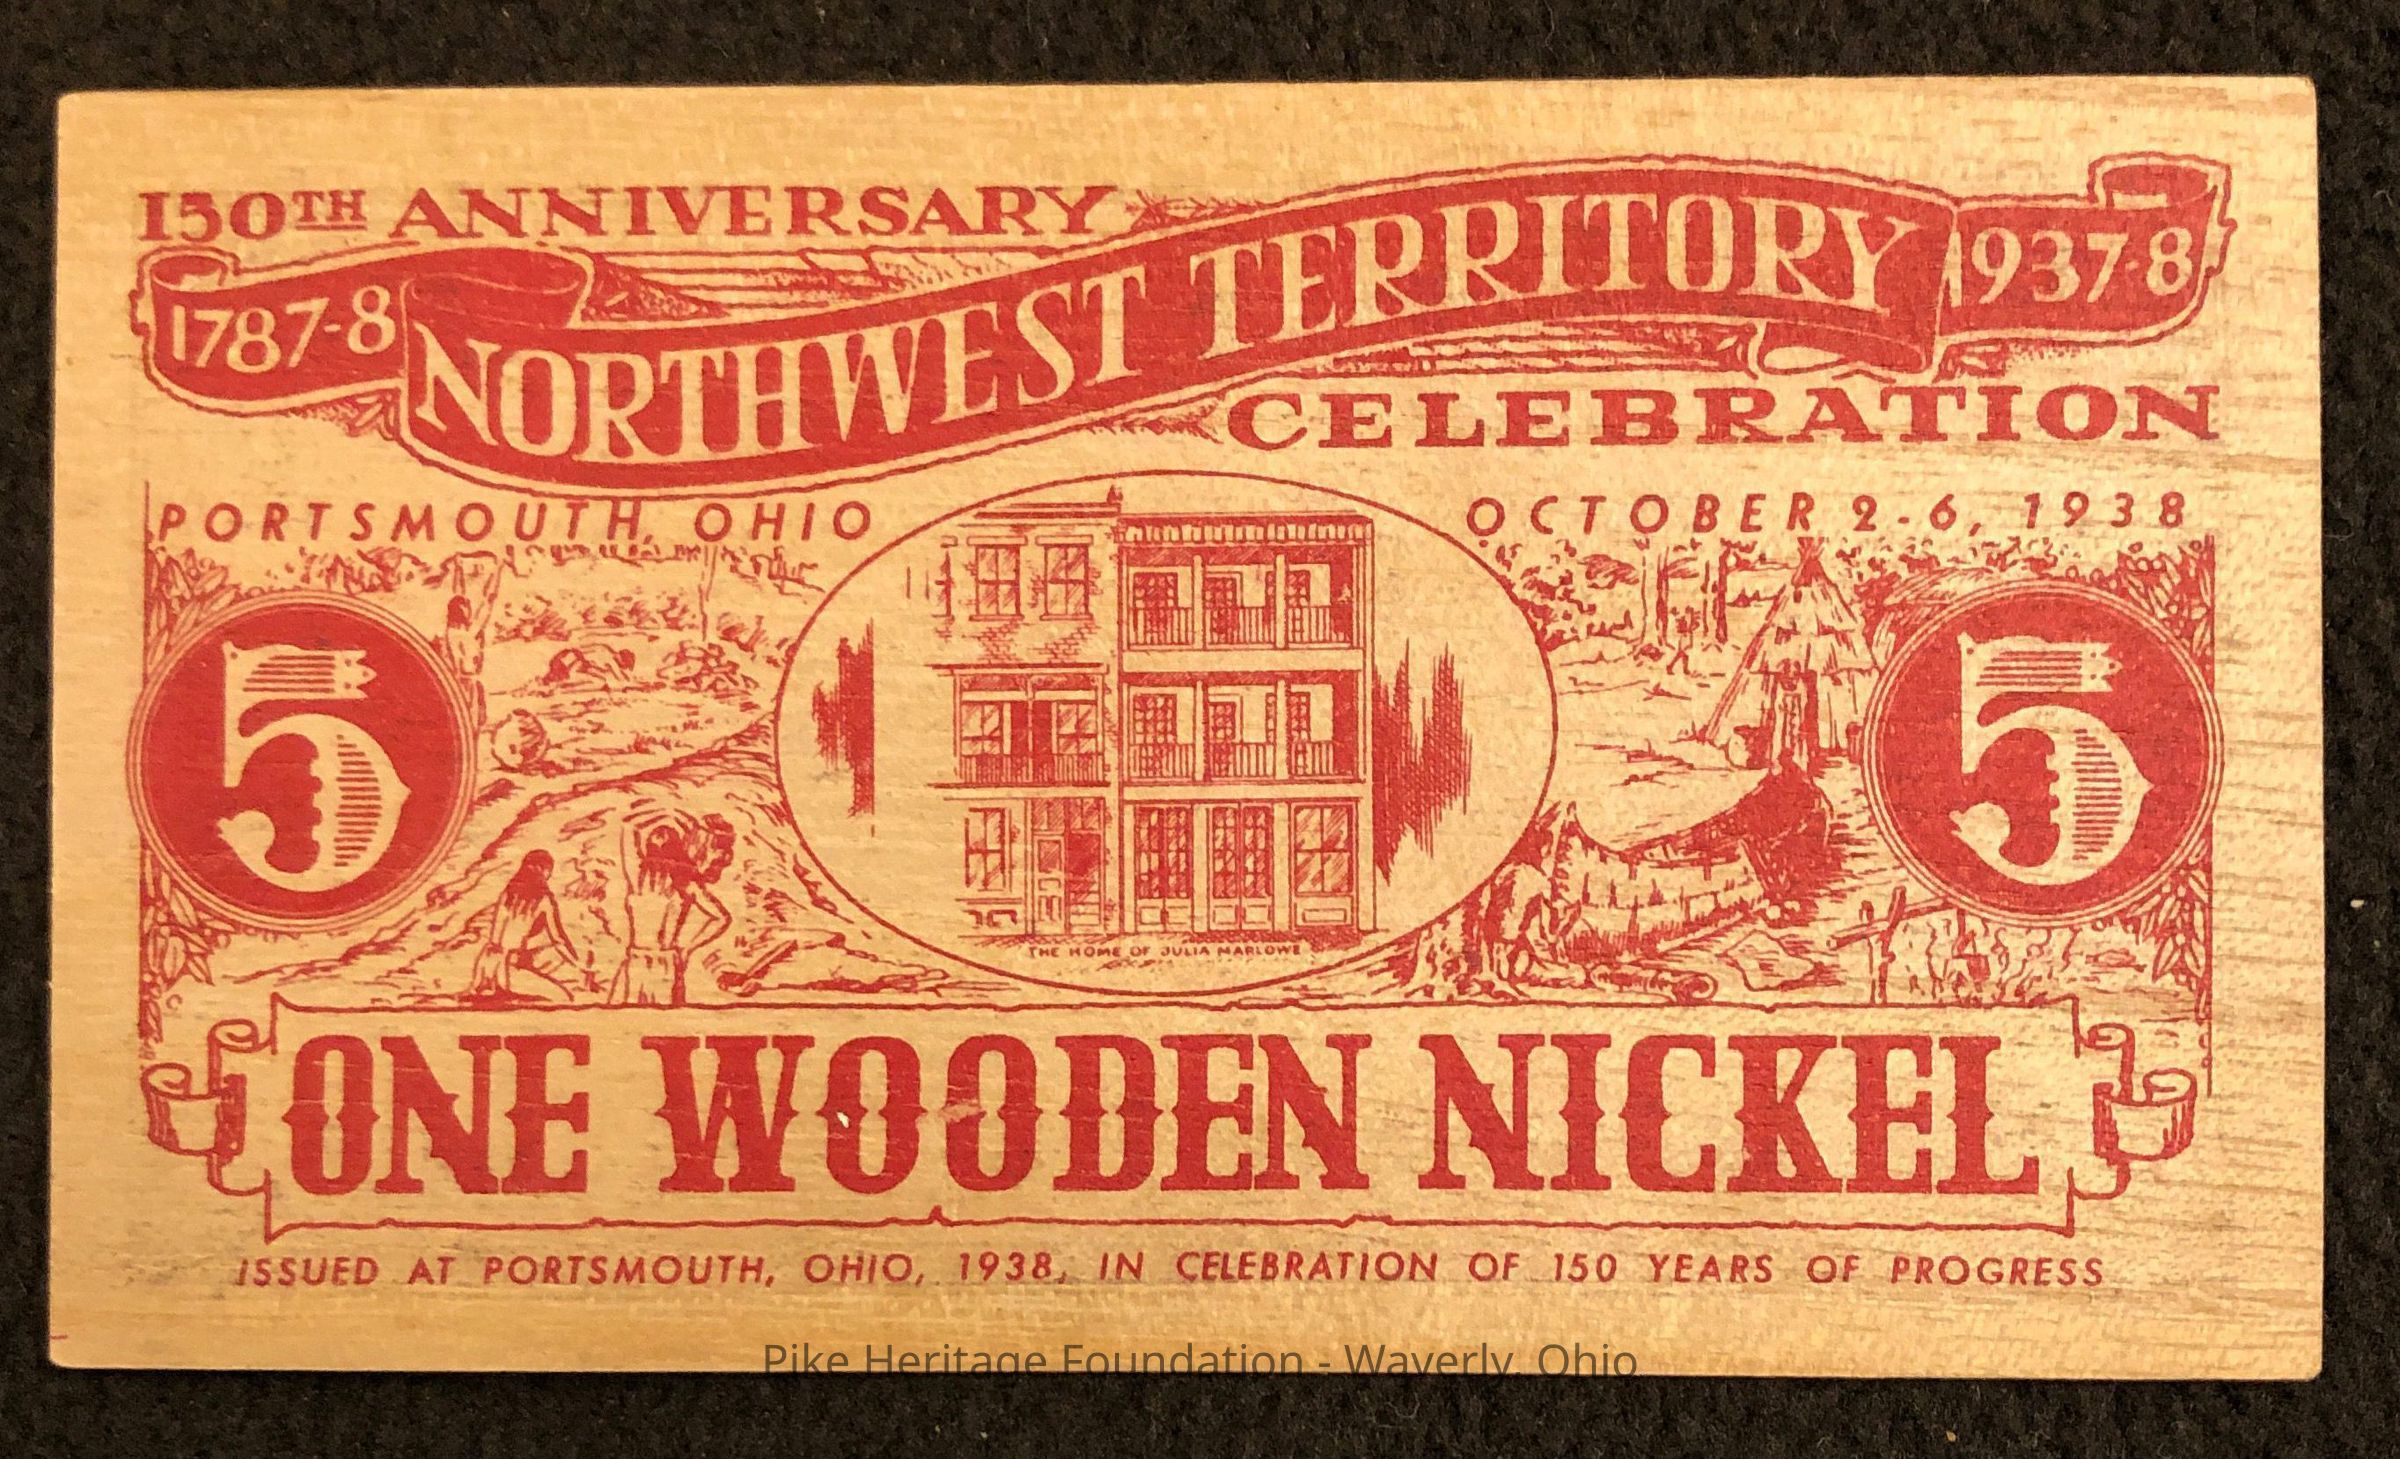 150TH ANNIVERSARY
1787-8 NORTHWEST TERRITORY 1937-8
CELEBRATION
PORTSMOUTH, OHIO
OCTOBER 2-6, 1938
5
5
THE HOME OF JULIA MARLOWE
ONE WOODEN NICKEL
ISSUED AT PORTSMOUTH, OHIO, 1938, IN CELEBRATION OF 150 YEARS OF PROGRESS
Pike Heritage Foundation - Waverly, Ohio